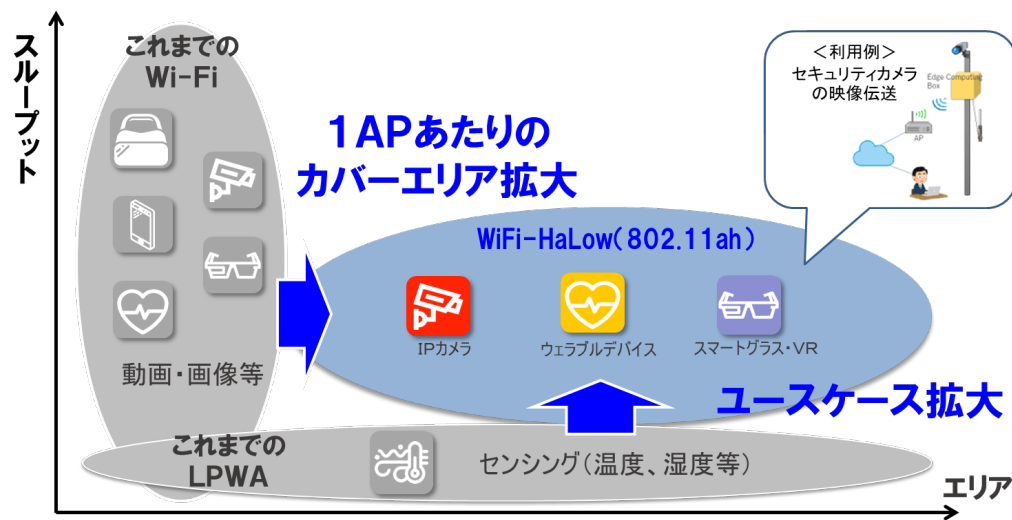 スループット
これまでの
Wi-Fi
動画・画像等
1APあたりの
カバーエリア拡大
<利用例>
セキュリティカメラ
の映像伝送
Edge Computing
Box
AP
WiFi-HaLow(802.11ah)
IPカメラ
ウェラブルデバイス
スマートグラス・VR
ユースケース拡大
これまでの
LPWA
センシング(温度、湿度等)
エリア